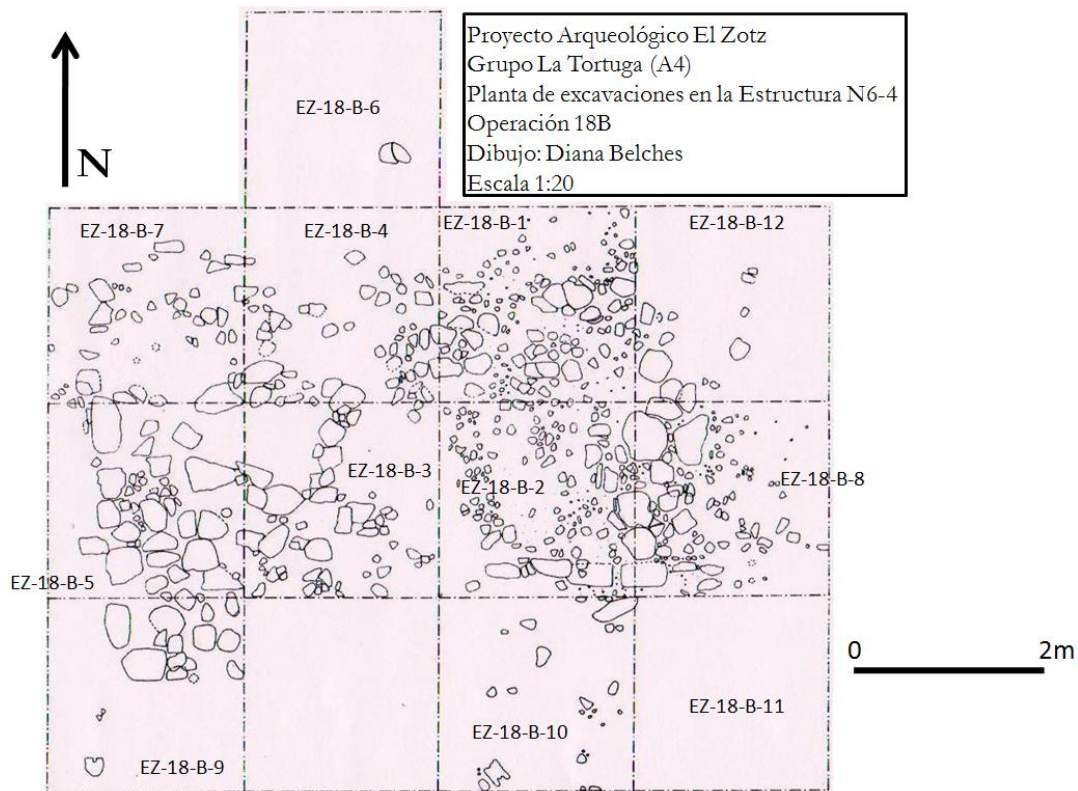 Proyecto Arqueológico El Zotz
Grupo La Tortuga (A4)
Planta de excavaciones en la Estructura N6-4
Operación 18B
Dibujo: Diana Belches
Escala 1:20
N
EZ-18-B-6
EZ-18-B-7
EZ-18-B-4
EZ-18-B-1
EZ-18-B-12
EZ-18-B-3
EZ-18-B-2
EZ-18-B-8
EZ-18-B-5
0 2m
EZ-18-B-11
EZ-18-B-10
EZ-18-B-9